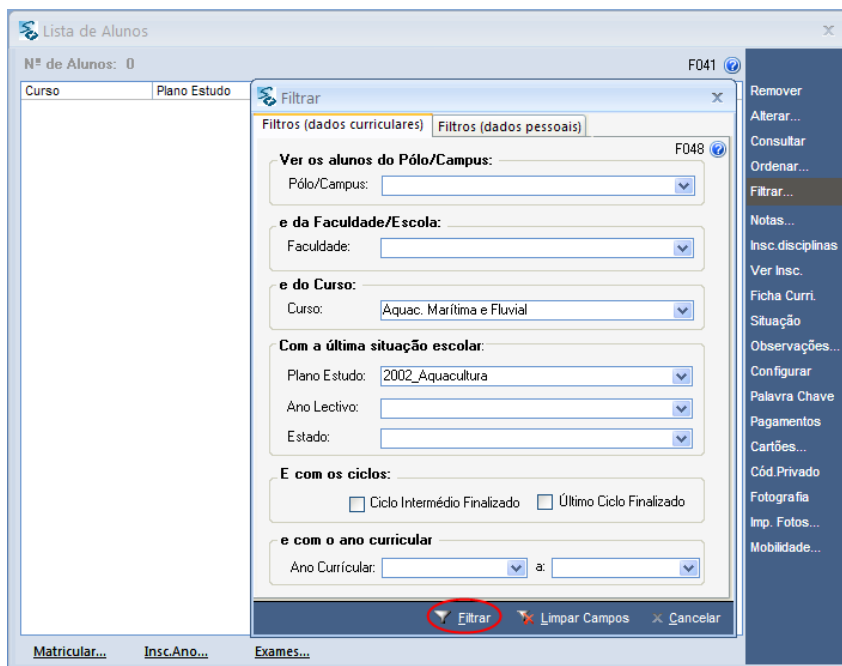 Lista de Alunos
Nº de Alunos: 0
F041
Curso Plano Estudo
Filtrar
Filtros (dados curriculares) Filtros (dados pessoais)
F048
Ver os alunos do Pólo/Campus:
Pólo/Campus:
e da Faculdade/Escola:
Faculdade:
e do Curso:
Curso: Aquac. Marítima e Fluvial
Com a última situação escolar:
Plano Estudo: 2002_Aquacultura
Ano Lectivo:
Estado:
E com os ciclos:
Ciclo Intermédio Finalizado Último Ciclo Finalizado
e com o ano curricular
Ano Currícular: a:
Filtrar Limpar Campos Cancelar
Remover
Alterar...
Consultar
Ordenar...
Filtrar...
Notas...
Insc.disciplinas
Ver Insc.
Ficha Curri.
Situação
Observações...
Configurar
Palavra Chave
Pagamentos
Cartões...
Cód.Privado
Fotografia
Imp. Fotos...
Mobilidade...
Matricular... Insc.Ano... Exames...